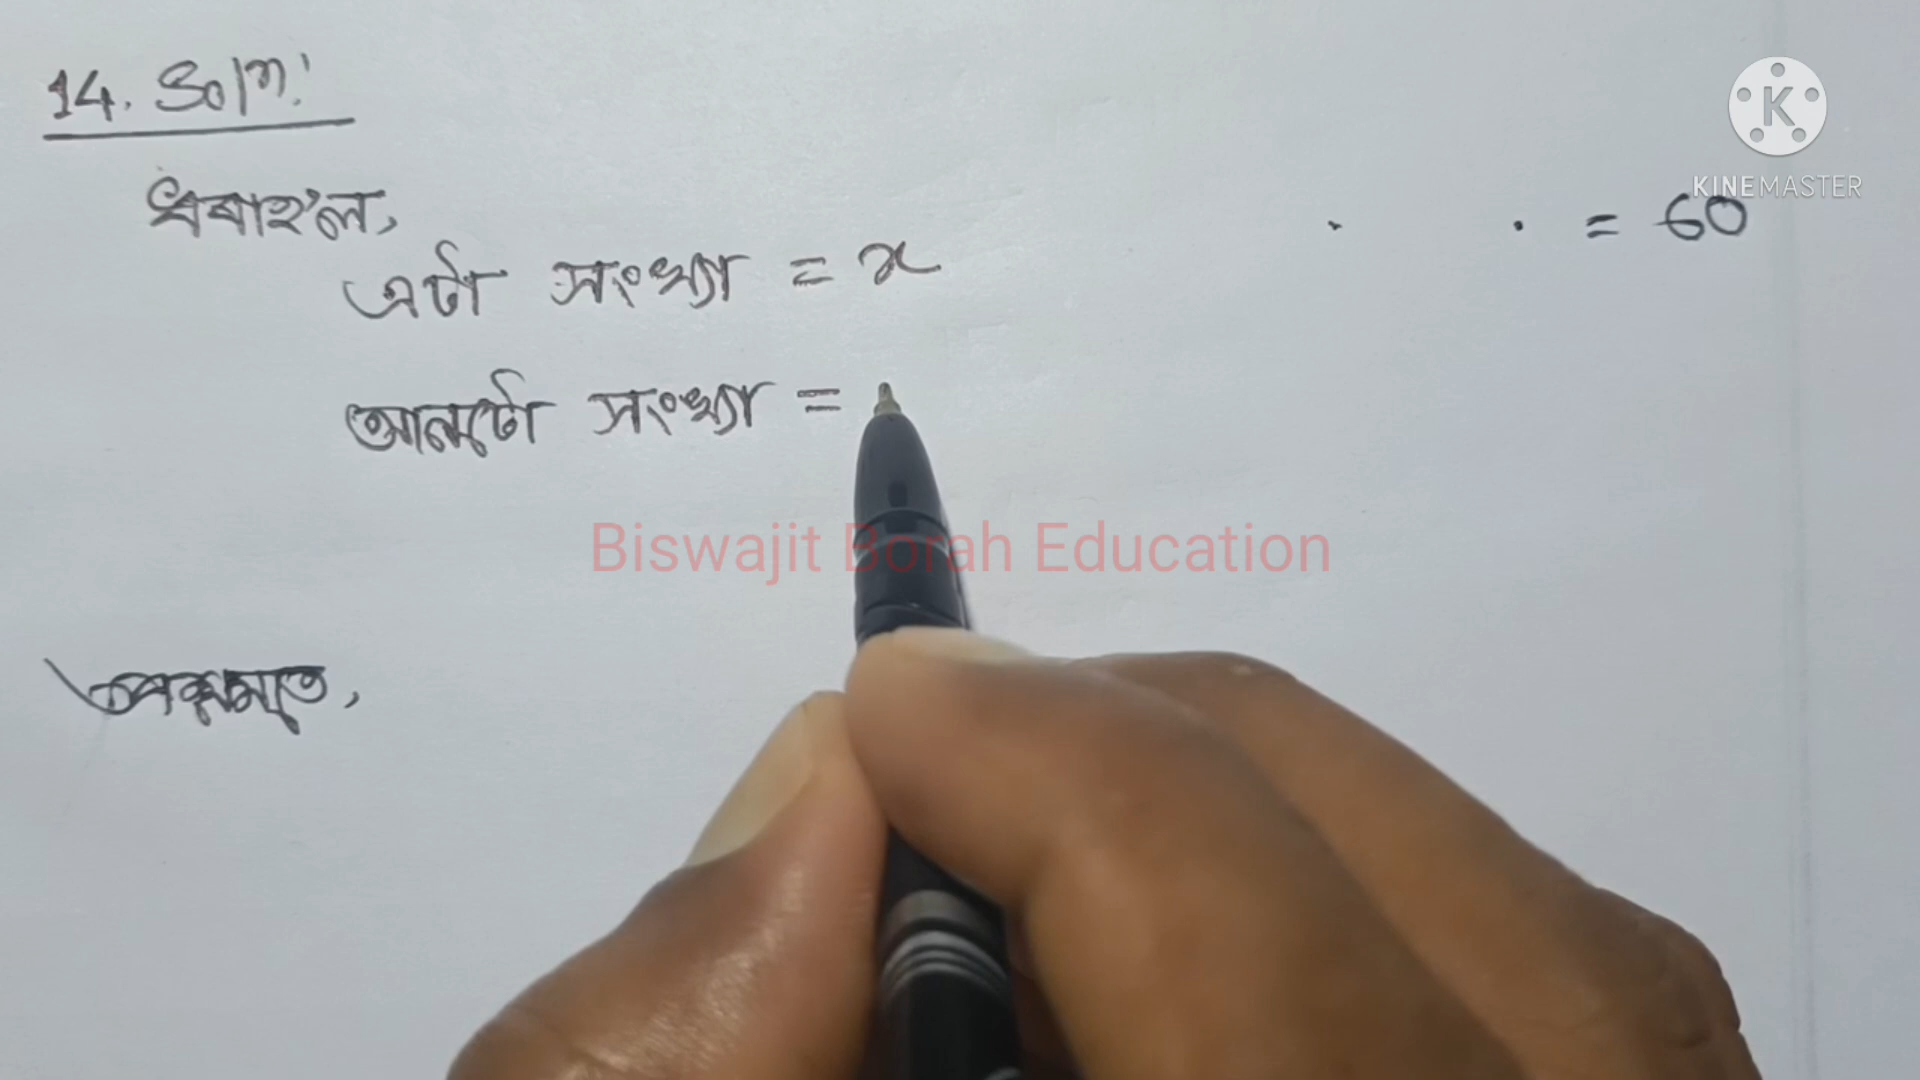 14. Solⁿ:
KINEMASTER
ধৰাহ'ল,
. . = 60
এটা সংখ্যা = x
আনটো সংখ্যা =
Biswajit Borah Education
প্ৰশ্নমতে,